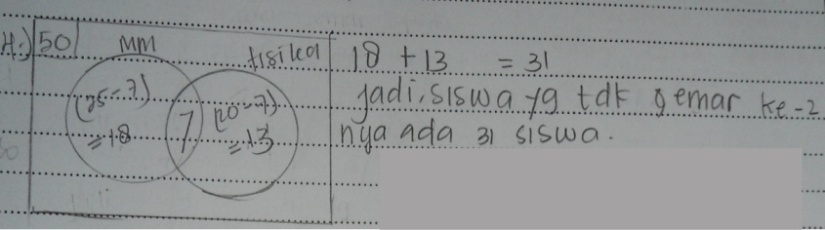 4.) 50 MM fisika
(25-7) = 18
7
(20-7) = 13
18 + 13 = 31
jadi, siswa yg tdk gemar ke-2
nya ada 31 siswa.